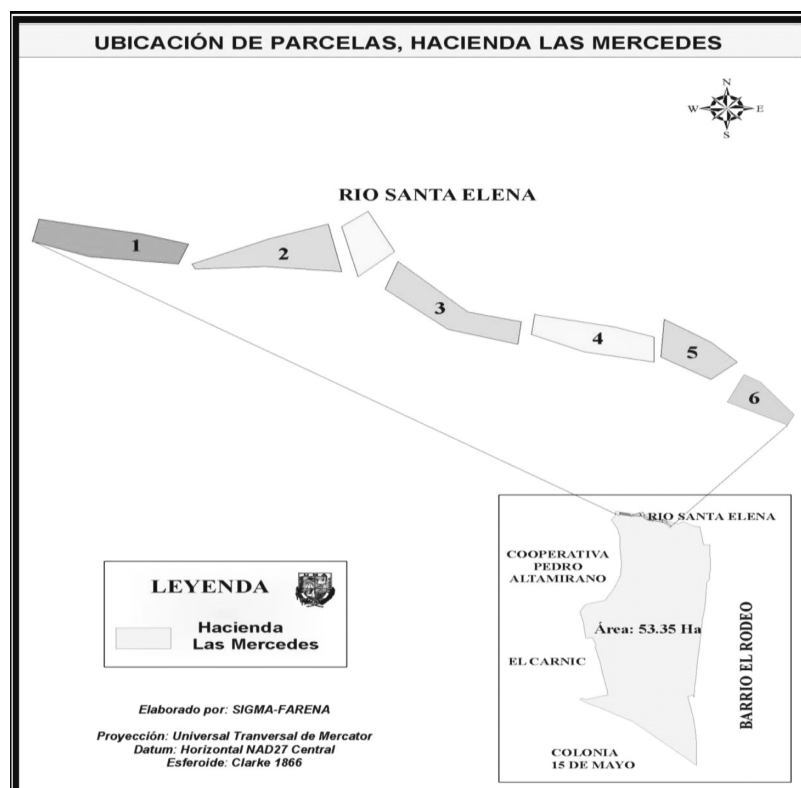 UBICACIÓN DE PARCELAS, HACIENDA LAS MERCEDES
N
W
E
S
RIO SANTA ELENA
1
2
3
4
5
6
RIO SANTA ELENA
COOPERATIVA
PEDRO
ALTAMIRANO
Área: 53.35 Ha
EL CARNIC
BARRIO EL RODEO
COLONIA
15 DE MAYO
LEYENDA
Hacienda
Las Mercedes
Elaborado por: SIGMA-FARENA
Proyección: Universal Tranversal de Mercator
Datum: Horizontal NAD27 Central
Esferoide: Clarke 1866